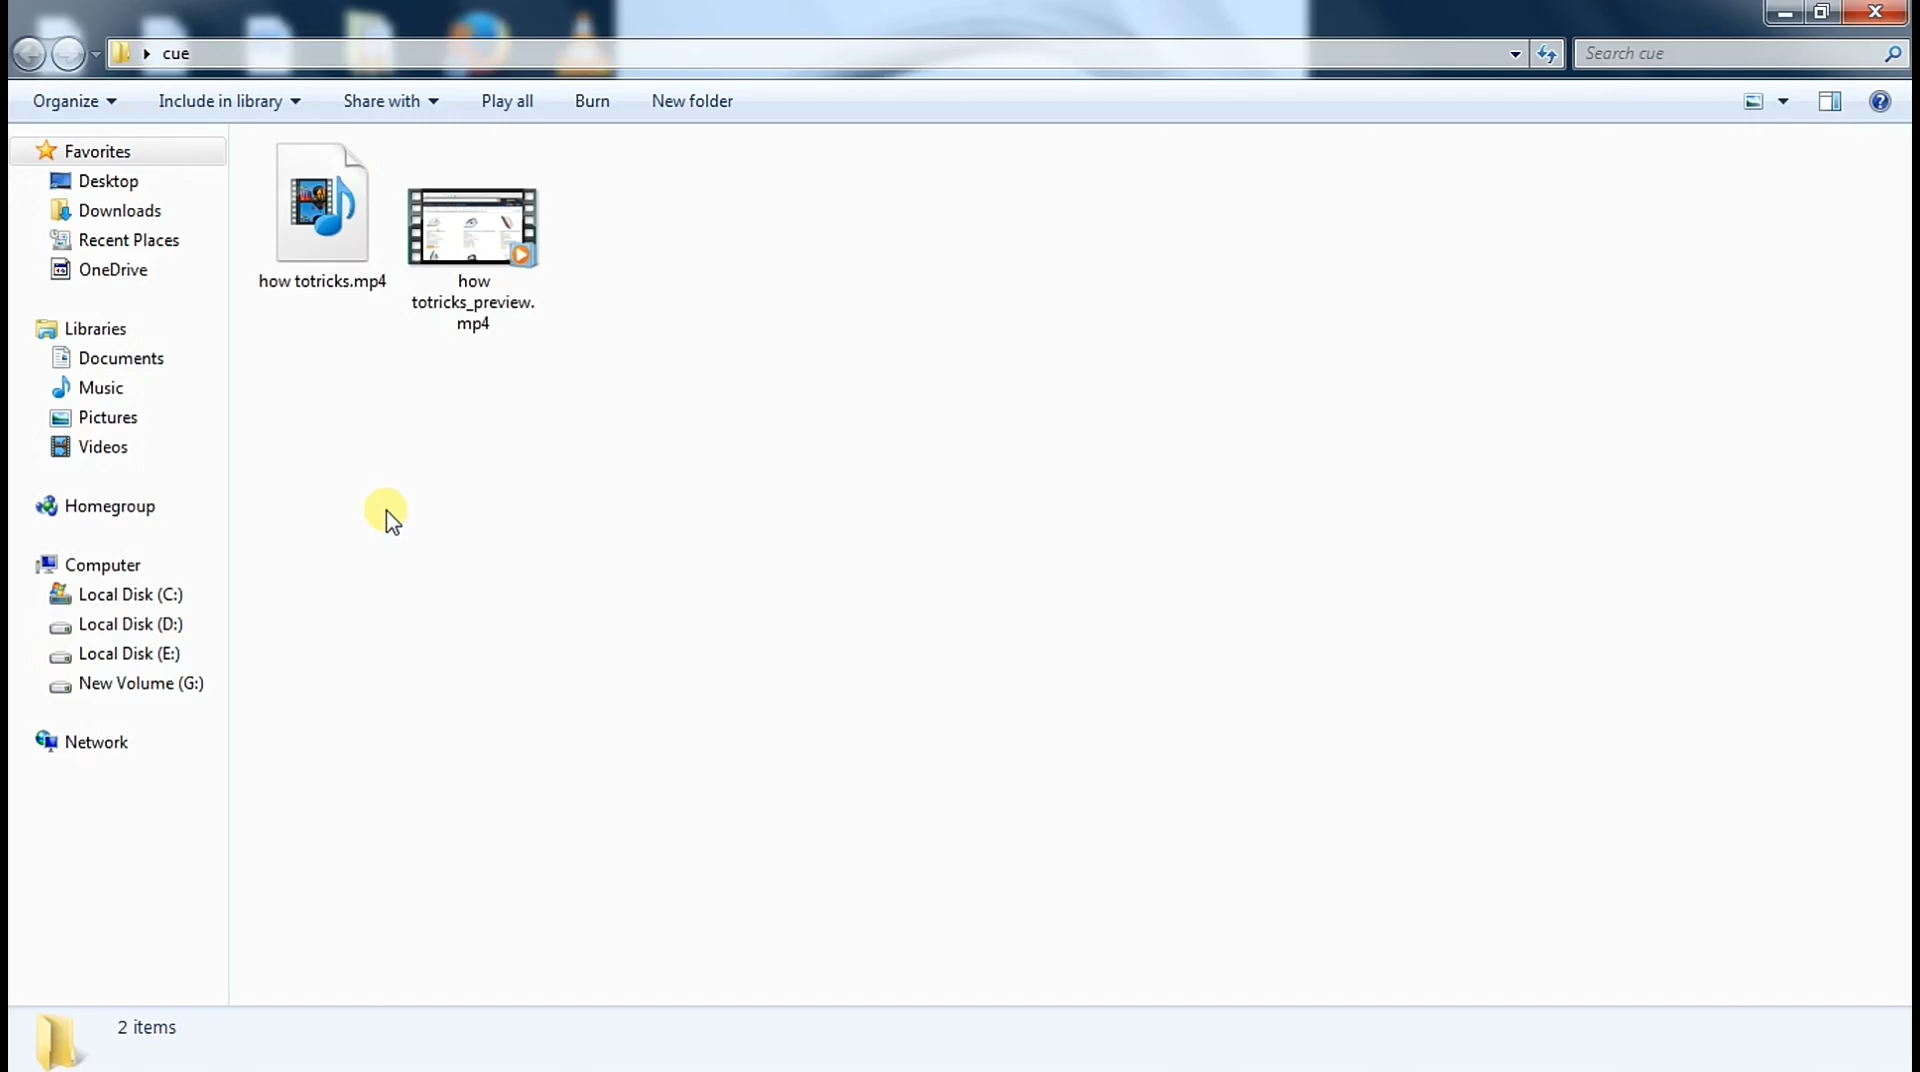 cue
Search cue
Organize
Include in library
Share with
Play all
Burn
New folder
Favorites
Desktop
Downloads
Recent Places
OneDrive
Libraries
Documents
Music
Pictures
Videos
Homegroup
Computer
Local Disk (C:)
Local Disk (D:)
Local Disk (E:)
New Volume (G:)
Network
how totricks.mp4
how
totricks_preview.
mp4
2 items